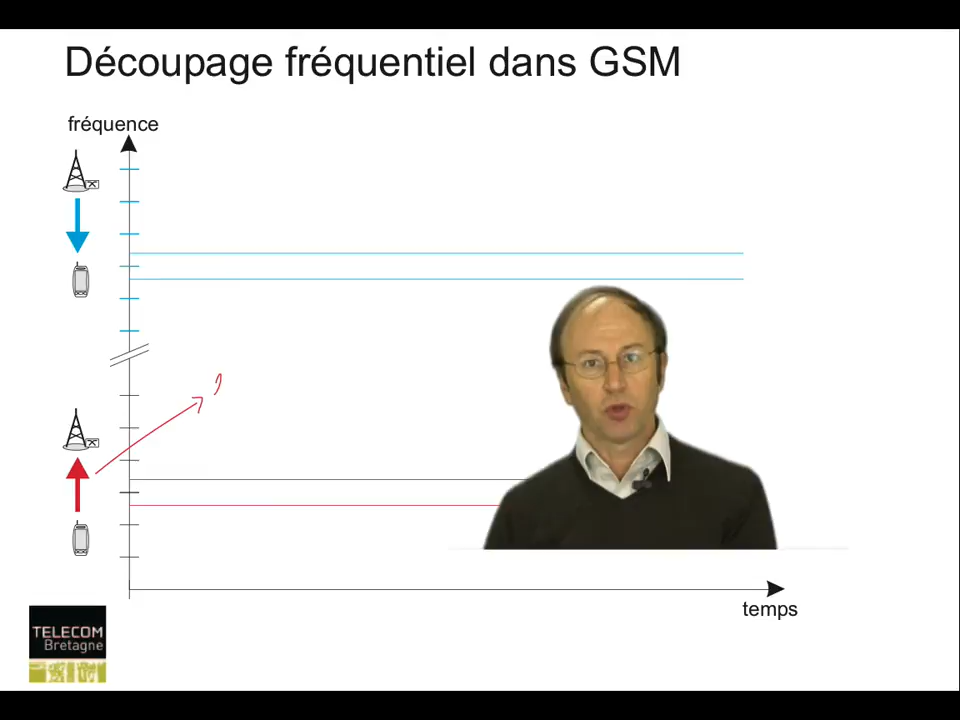 Découpage fréquentiel dans GSM
fréquence
temps
TELECOM
Bretagne